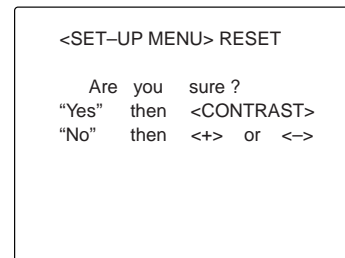 <SET–UP MENU> RESET
Are you sure ?
“Yes” then <CONTRAST>
“No” then <+> or <–>